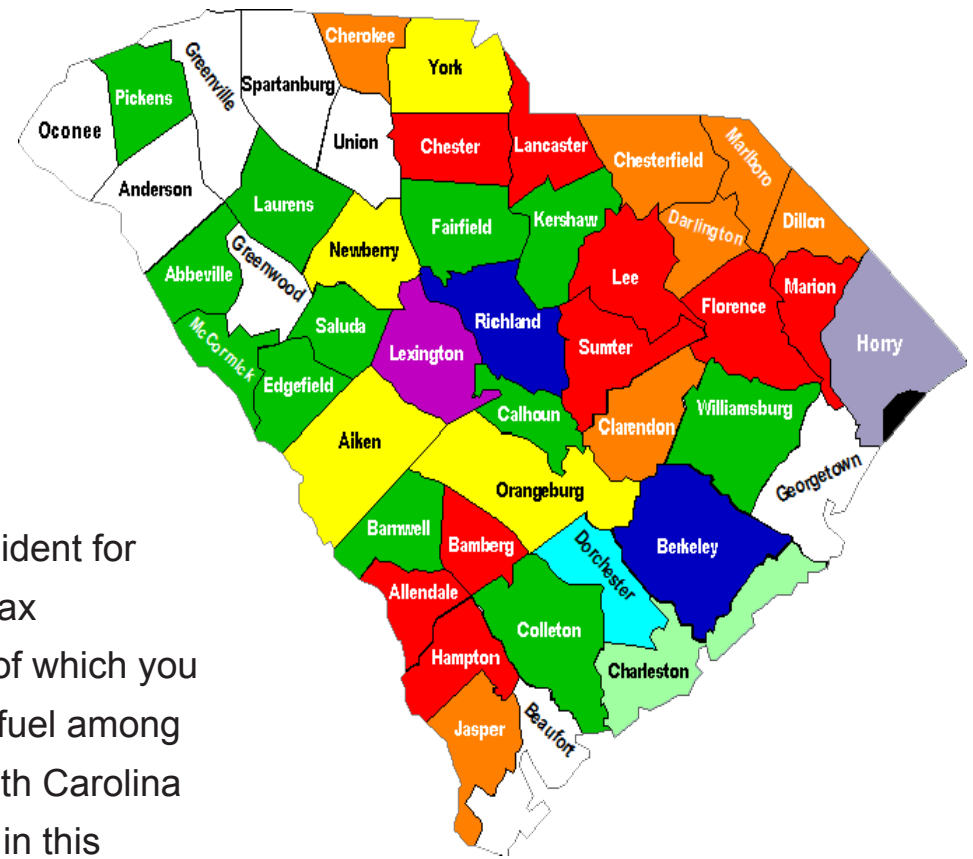 Cherokee
York
Greenville
Spartanburg
Pickens
Oconee
Union
Chester
Lancaster
Chesterfield
Marlboro
Anderson
Laurens
Fairfield
Kershaw
Darlington
Dillon
Newberry
Greenwood
Abbeville
Lee
Marion
Florence
Richland
Saluda
McCormick
Lexington
Sumter
Horry
Edgefield
Calhoun
Williamsburg
Clarendon
Aiken
Georgetown
Orangeburg
Barnwell
Bamberg
Dorchester
Berkeley
Allendale
Colleton
Hampton
Charleston
Jasper
Beaufort
ident for
ax
of which you
fuel among
th Carolina
in this